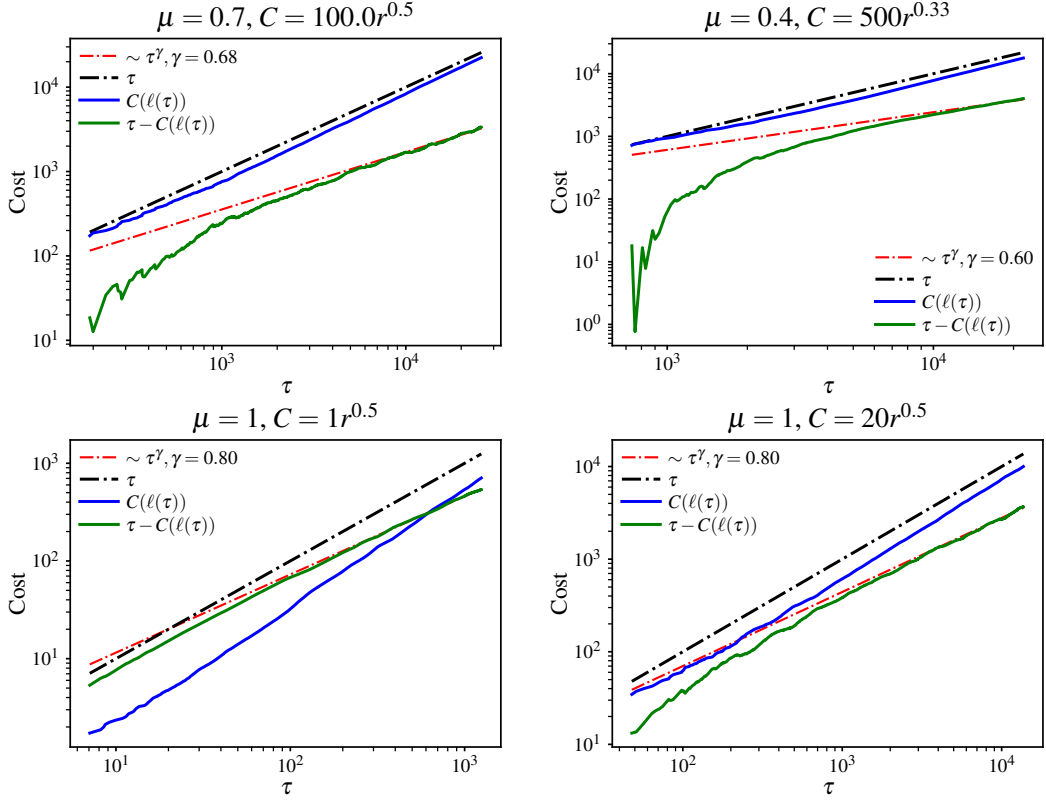 μ = 0.7, C = 100.0r^0.5
Cost
10^4
10^3
10^2
10^1
∼ τ^γ, γ = 0.68
τ
C(ℓ(τ))
τ − C(ℓ(τ))
10^3
10^4
τ
μ = 0.4, C = 500r^0.33
Cost
10^4
10^3
10^2
10^1
10^0
∼ τ^γ, γ = 0.60
τ
C(ℓ(τ))
τ − C(ℓ(τ))
10^3
10^4
τ
μ = 1, C = 1r^0.5
Cost
10^3
10^2
10^1
∼ τ^γ, γ = 0.80
τ
C(ℓ(τ))
τ − C(ℓ(τ))
10^1
10^2
10^3
τ
μ = 1, C = 20r^0.5
Cost
10^4
10^3
10^2
10^1
∼ τ^γ, γ = 0.80
τ
C(ℓ(τ))
τ − C(ℓ(τ))
10^2
10^3
10^4
τ